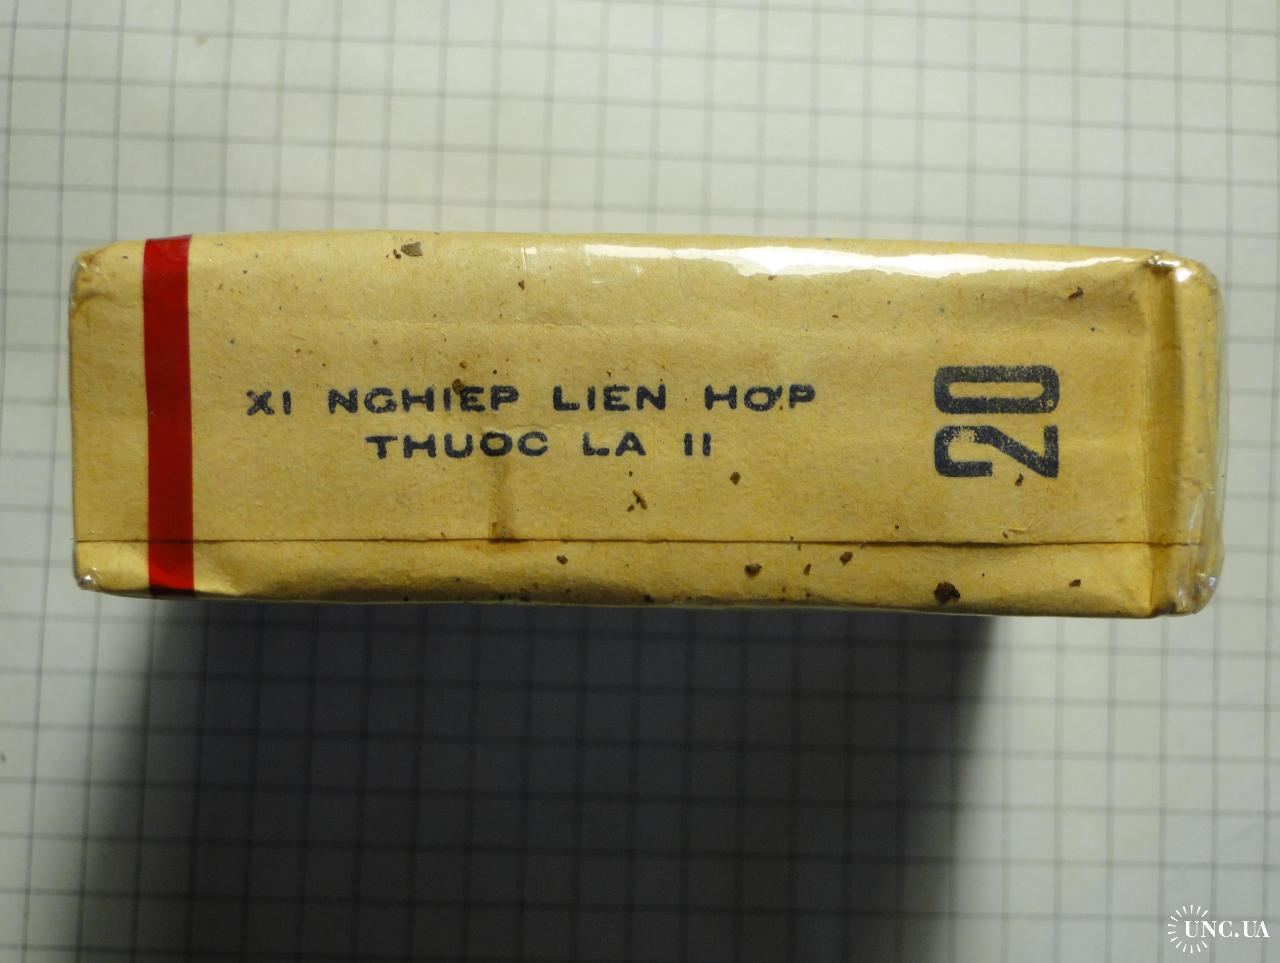 XI NGHIEP LIEN HƠP
THUOC LA II
20
UNC.UA